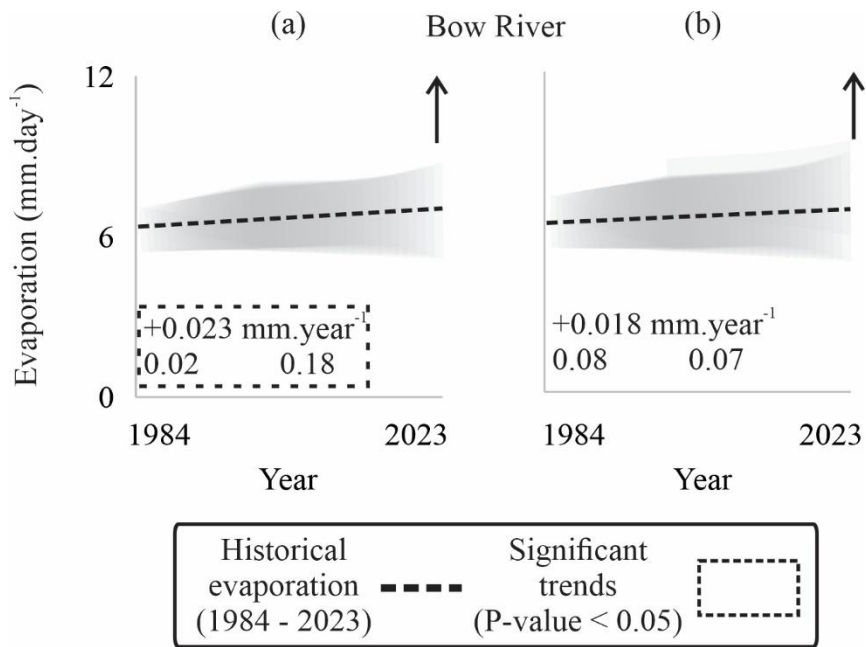 (a) Bow River (b)
Evaporation (mm.day⁻¹)
12
6
0
+0.023 mm.year⁻¹
0.02 0.18
1984 2023
Year
+0.018 mm.year⁻¹
0.08 0.07
1984 2023
Year
Historical
evaporation
(1984 - 2023)
Significant
trends
(P-value < 0.05)